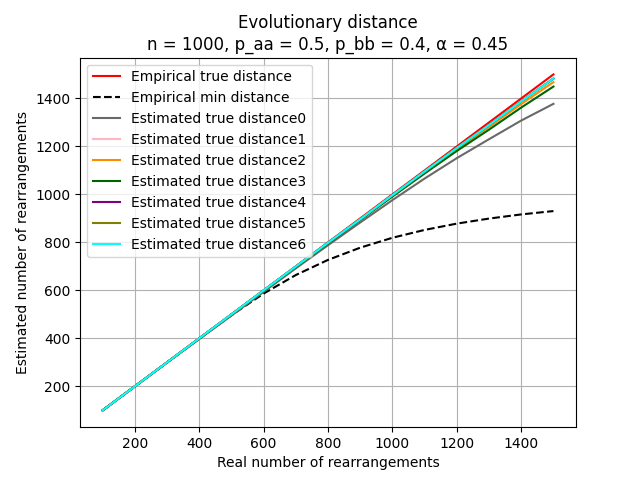 Evolutionary distance
n = 1000, p_aa = 0.5, p_bb = 0.4, α = 0.45
Empirical true distance
Empirical min distance
Estimated true distance0
Estimated true distance1
Estimated true distance2
Estimated true distance3
Estimated true distance4
Estimated true distance5
Estimated true distance6
Estimated number of rearrangements
1400
1200
1000
800
600
400
200
200 400 600 800 1000 1200 1400
Real number of rearrangements